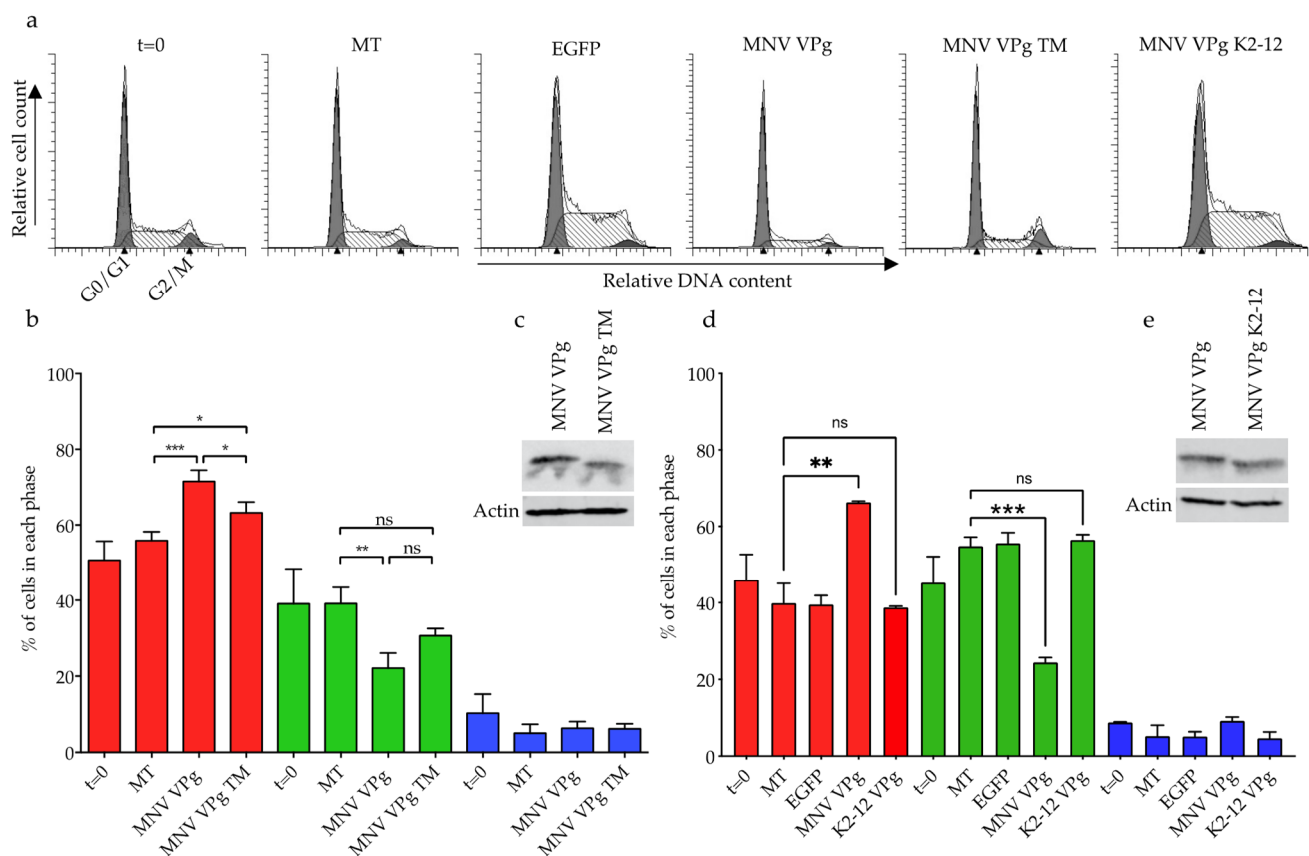 a
t=0
MT
EGFP
MNV VPg
MNV VPg TM
MNV VPg K2-12
Relative cell count
G0/G1
G2/M
Relative DNA content
b
% of cells in each phase
100
80
60
40
20
0
*
***
*
ns
**
ns
t=0
MT
MNV VPg
MNV VPg TM
t=0
MT
MNV VPg
MNV VPg TM
t=0
MT
MNV VPg
MNV VPg TM
c
MNV VPg
MNV VPg TM
Actin
d
% of cells in each phase
100
80
60
40
20
0
ns
**
ns
***
t=0
MT
EGFP
MNV VPg
K2-12 VPg
t=0
MT
EGFP
MNV VPg
K2-12 VPg
t=0
MT
EGFP
MNV VPg
K2-12 VPg
e
MNV VPg
MNV VPg K2-12
Actin